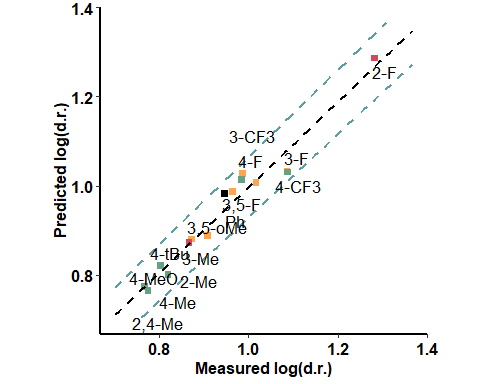 1.4
1.2
1.0
0.8
Predicted log(d.r.)
2-F
3-CF3
4-F
3-F
4-CF3
3,5-F
Ph
3,5-oMe
4-tBu
3-Me
4-MeO
2-Me
4-Me
2,4-Me
0.8
1.0
1.2
1.4
Measured log(d.r.)